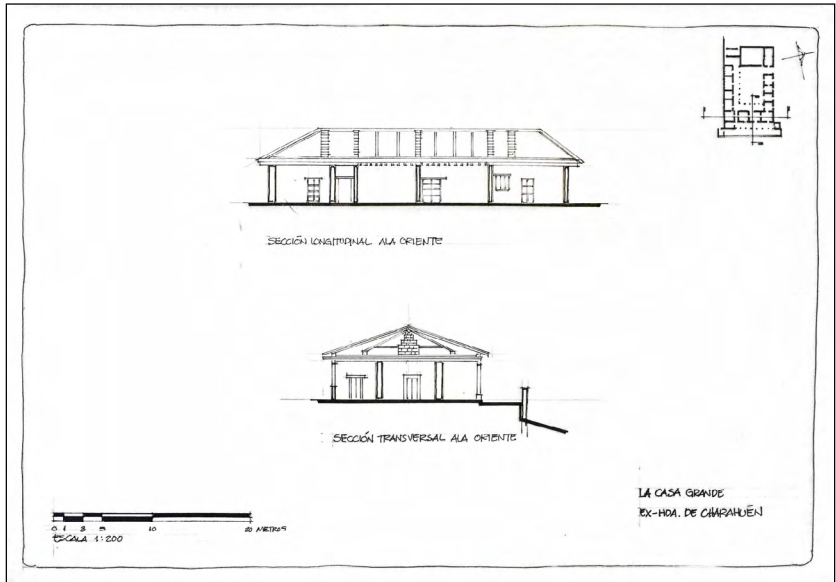 SECCIÓN LONGITUDINAL ALA ORIENTE
SECCIÓN TRANSVERSAL ALA ORIENTE
LA CASA GRANDE
EX-HDA. DE CHARAHUÉN
0 1 3 5 10 20 METROS
ESCALA 1:200